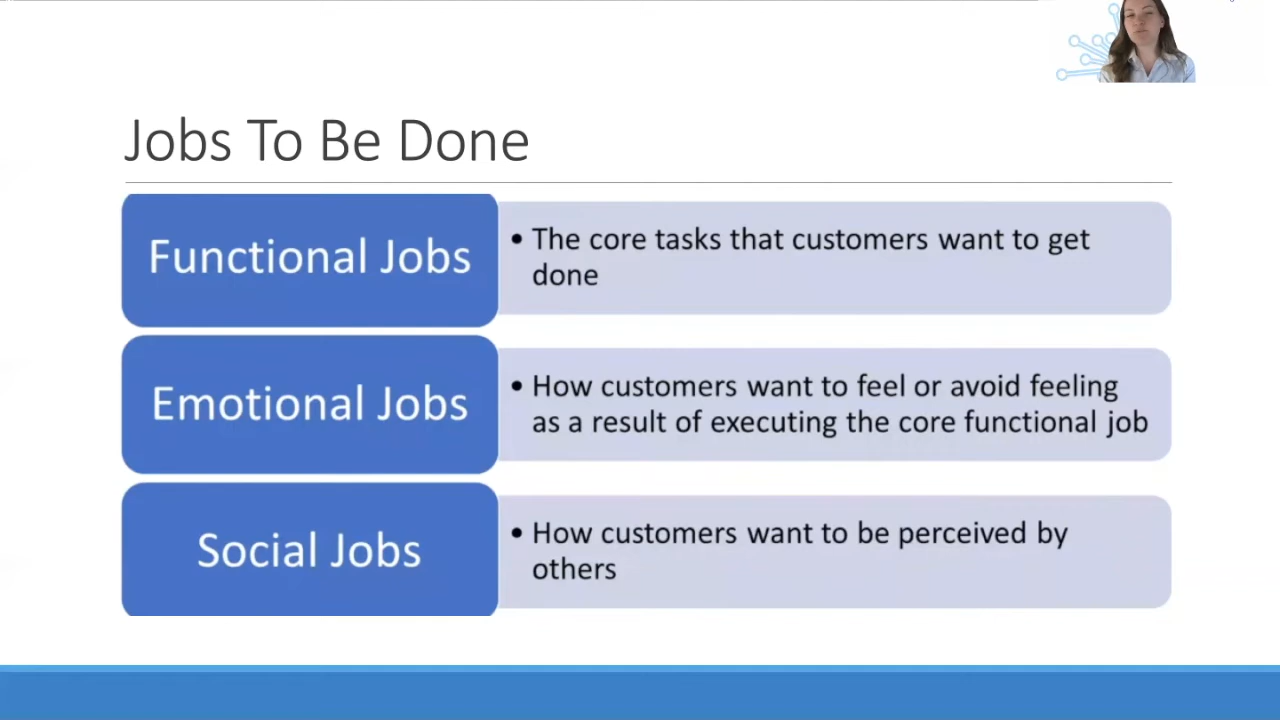 Jobs To Be Done
Functional Jobs
• The core tasks that customers want to get
done
Emotional Jobs
• How customers want to feel or avoid feeling
as a result of executing the core functional job
Social Jobs
• How customers want to be perceived by
others